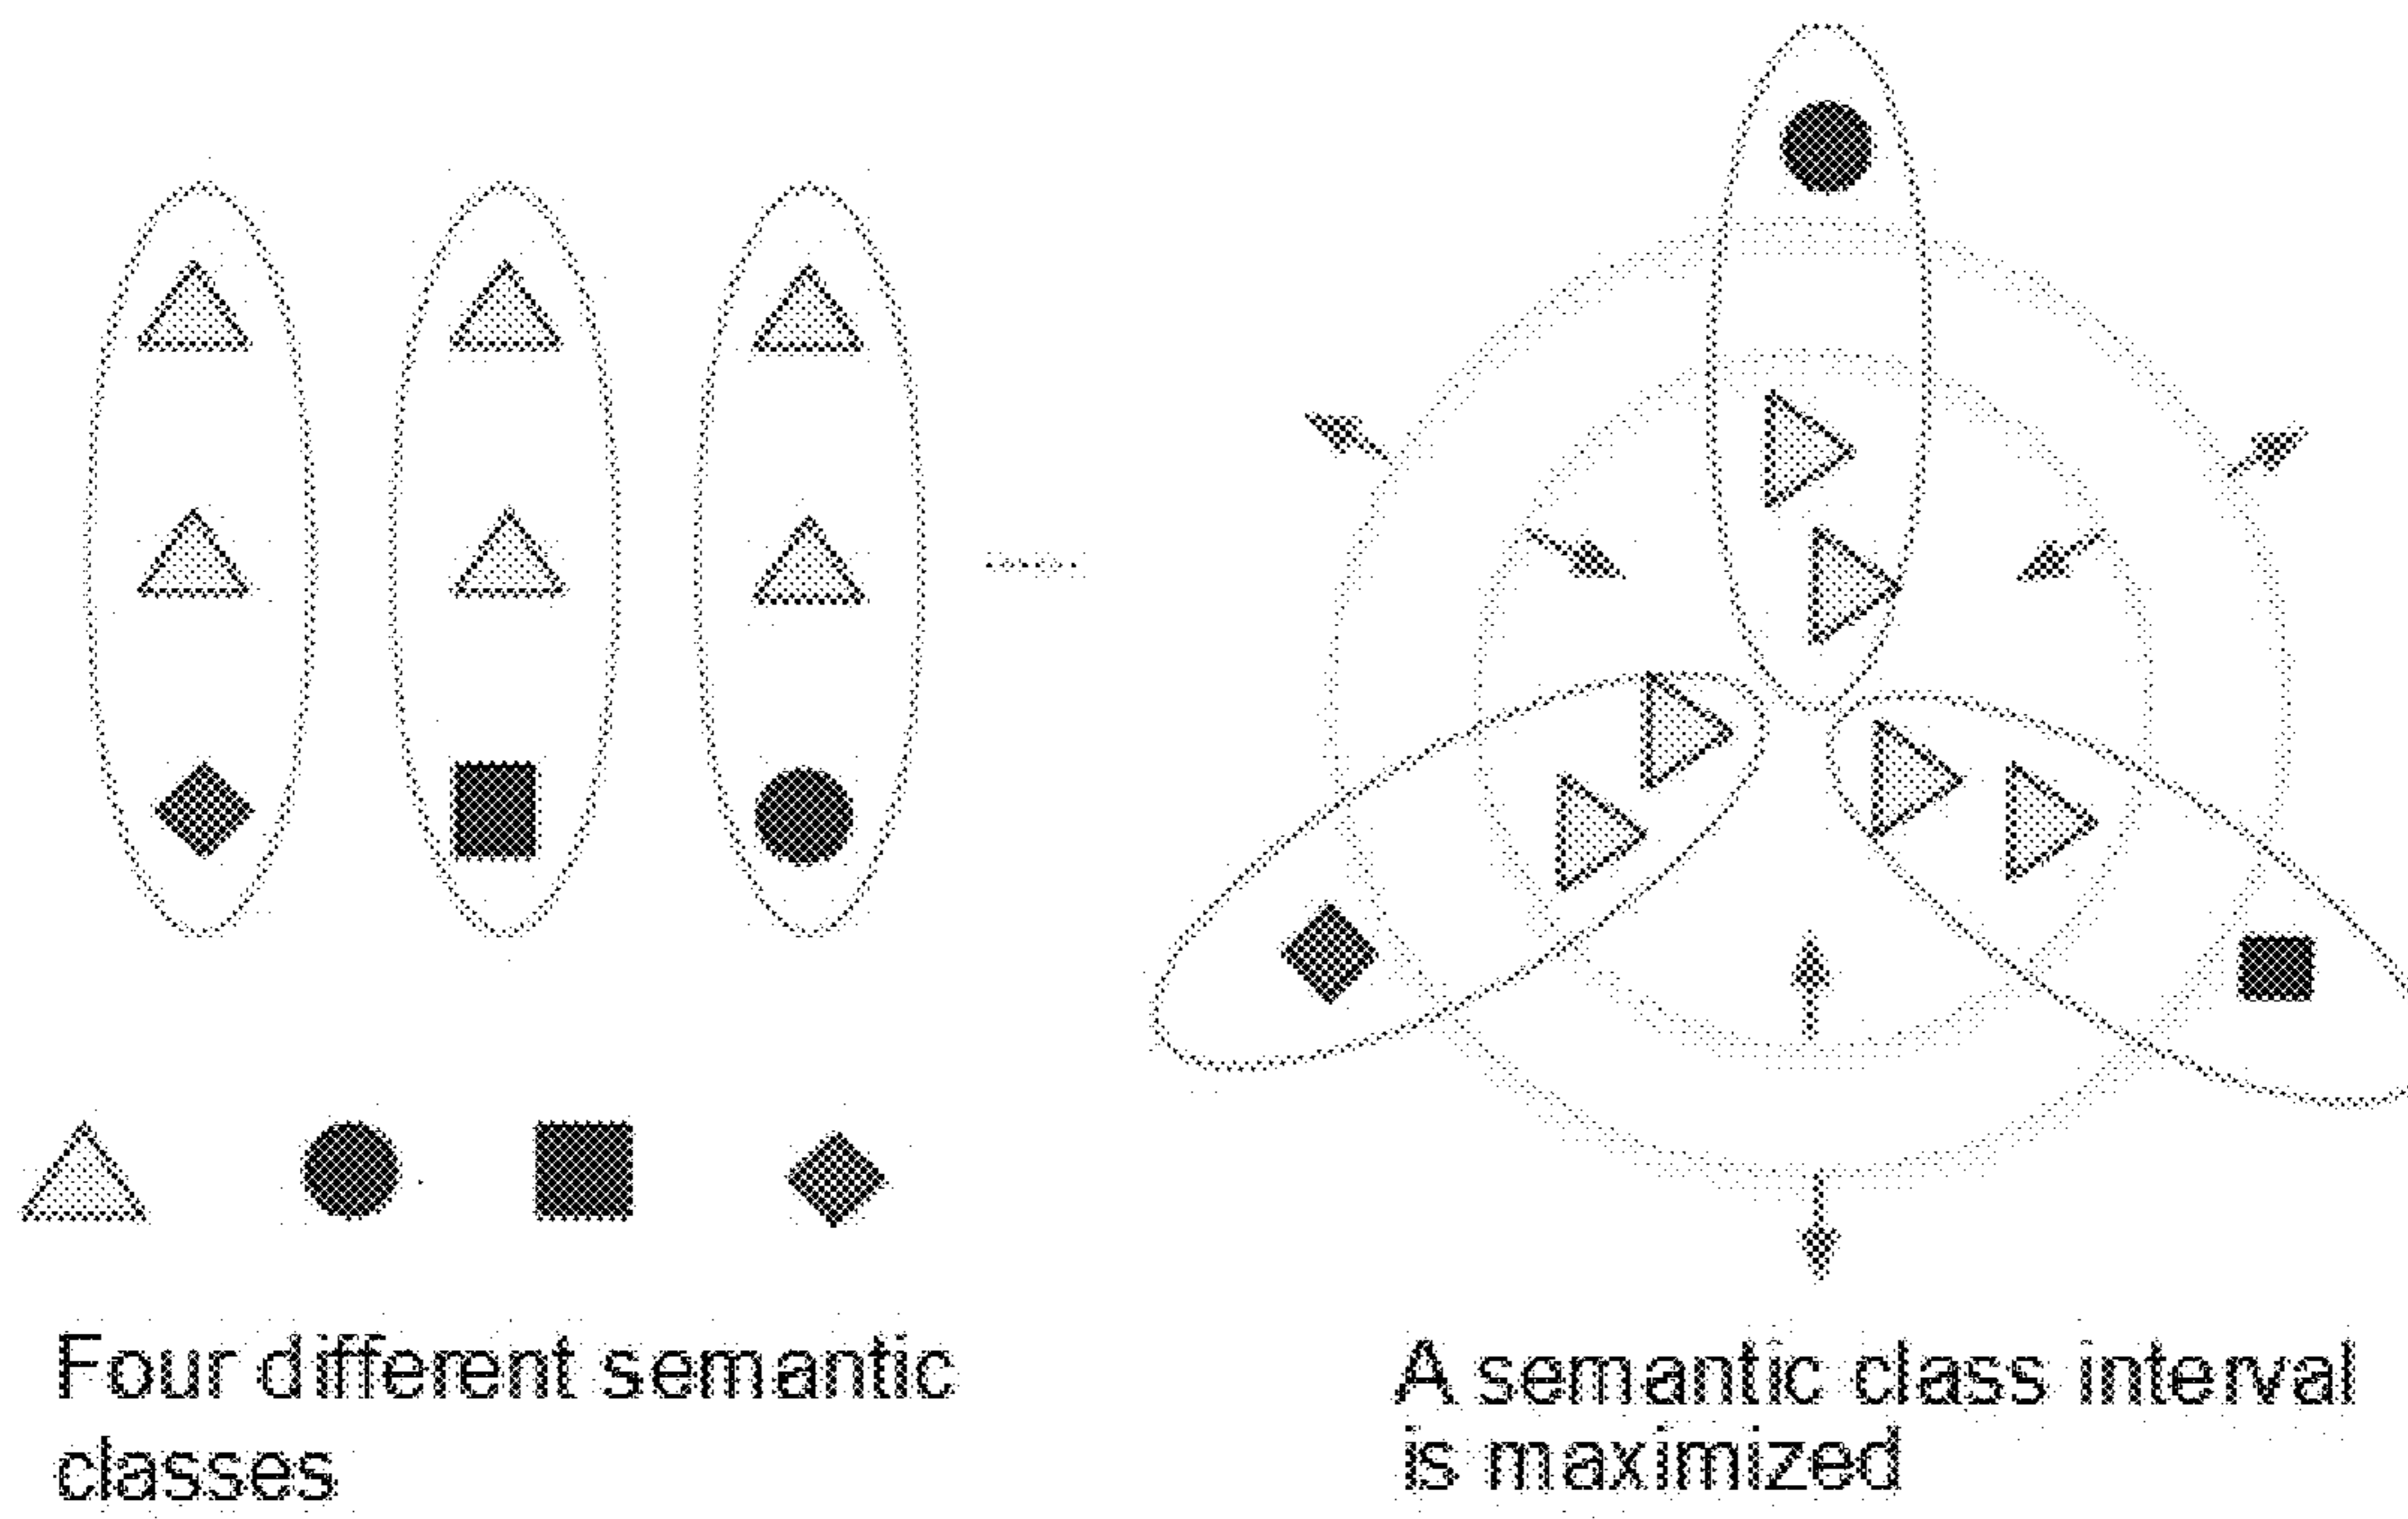 Four different semantic
classes
A semantic class interval
is maximized